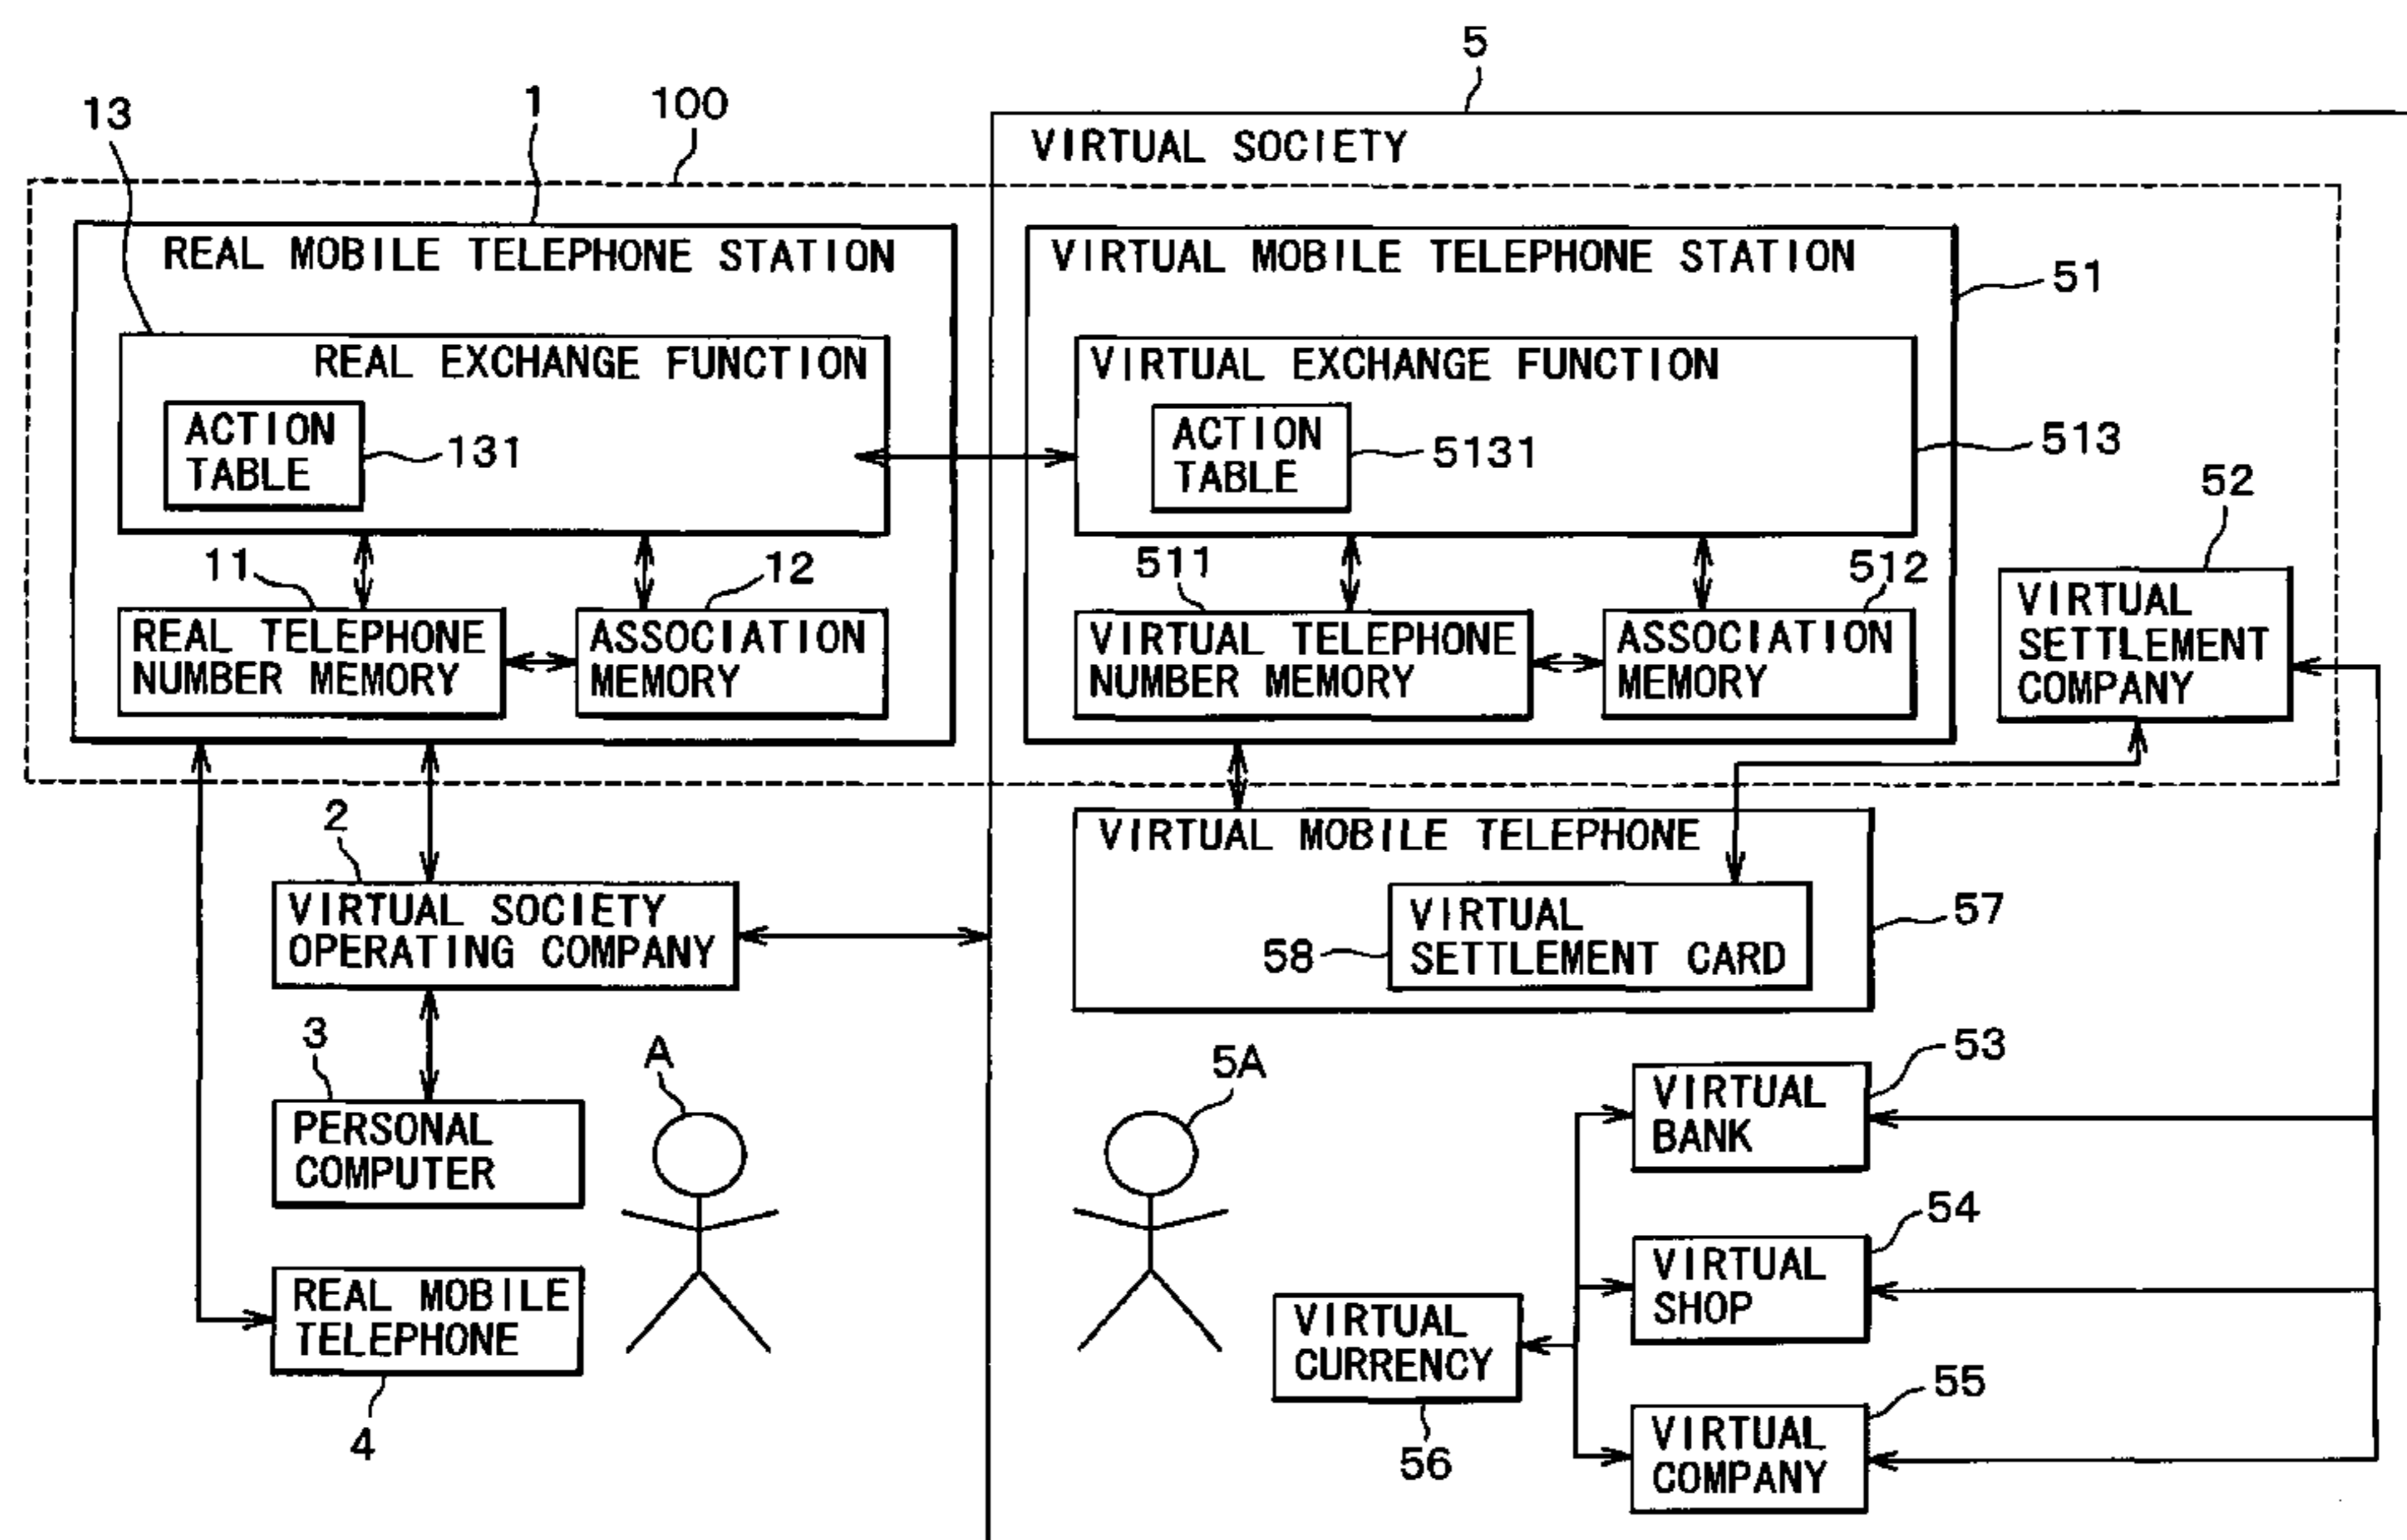 5
13
1
100
VIRTUAL SOCIETY
REAL MOBILE TELEPHONE STATION
VIRTUAL MOBILE TELEPHONE STATION
51
REAL EXCHANGE FUNCTION
VIRTUAL EXCHANGE FUNCTION
ACTION
TABLE
131
ACTION
TABLE
5131
513
52
11
12
511
512
REAL TELEPHONE
NUMBER MEMORY
ASSOCIATION
MEMORY
VIRTUAL TELEPHONE
NUMBER MEMORY
ASSOCIATION
MEMORY
VIRTUAL
SETTLEMENT
COMPANY
2
VIRTUAL SOCIETY
OPERATING COMPANY
VIRTUAL MOBILE TELEPHONE
VIRTUAL
SETTLEMENT CARD
57
58
3
PERSONAL
COMPUTER
A
5A
53
VIRTUAL
BANK
54
VIRTUAL
SHOP
REAL MOBILE
TELEPHONE
4
VIRTUAL
CURRENCY
56
55
VIRTUAL
COMPANY